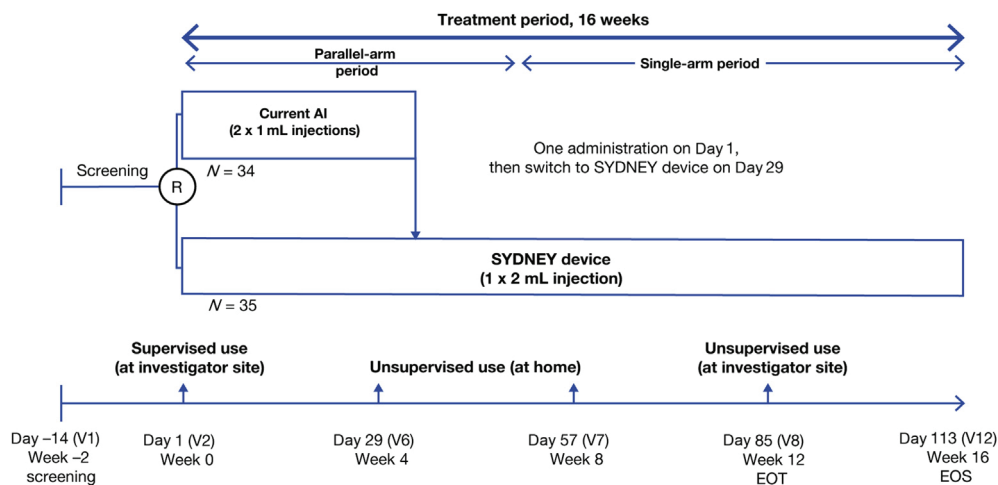 Treatment period, 16 weeks
Parallel-arm
period
Single-arm period
Current AI
(2 x 1 mL injections)
One administration on Day 1,
then switch to SYDNEY device on Day 29
Screening
R
N = 34
SYDNEY device
(1 x 2 mL injection)
N = 35
Supervised use
(at investigator site)
Unsupervised use (at home)
Unsupervised use
(at investigator site)
Day –14 (V1)
Week –2
screening
Day 1 (V2)
Week 0
Day 29 (V6)
Week 4
Day 57 (V7)
Week 8
Day 85 (V8)
Week 12
EOT
Day 113 (V12)
Week 16
EOS